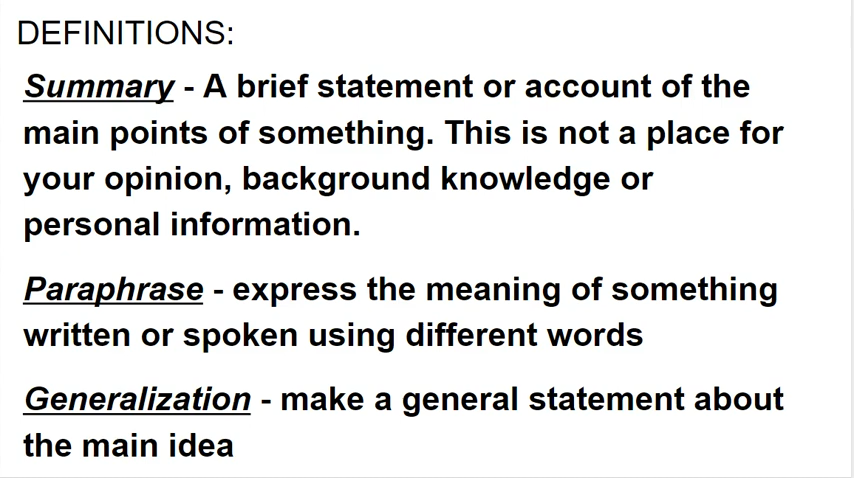 DEFINITIONS:
Summary - A brief statement or account of the
main points of something. This is not a place for
your opinion, background knowledge or
personal information.
Paraphrase - express the meaning of something
written or spoken using different words
Generalization - make a general statement about
the main idea